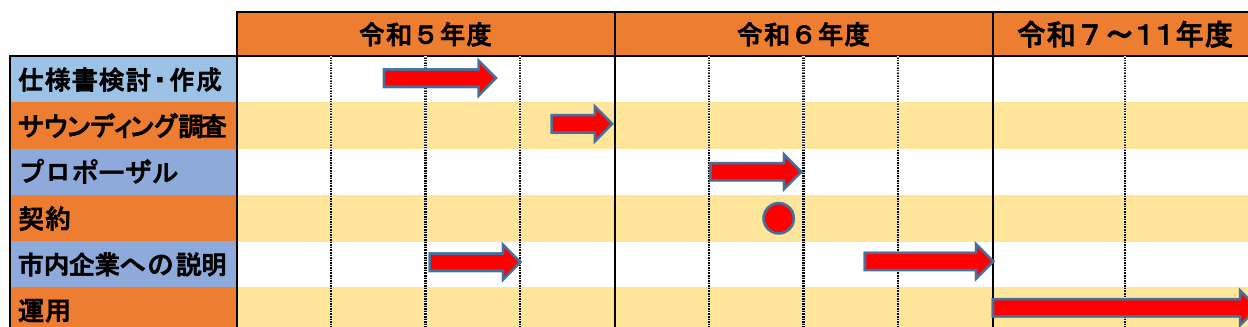 令和５年度
令和６年度
令和７～11年度
仕様書検討・作成
サウンディング調査
プロポーザル
契約
市内企業への説明
運用